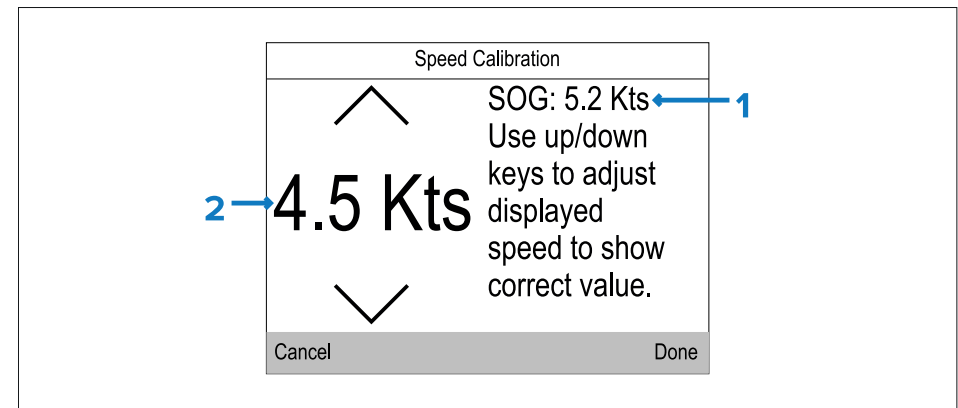 Speed Calibration
SOG: 5.2 Kts
1
Use up/down
keys to adjust
2
4.5 Kts
displayed
speed to show
correct value.
Cancel
Done